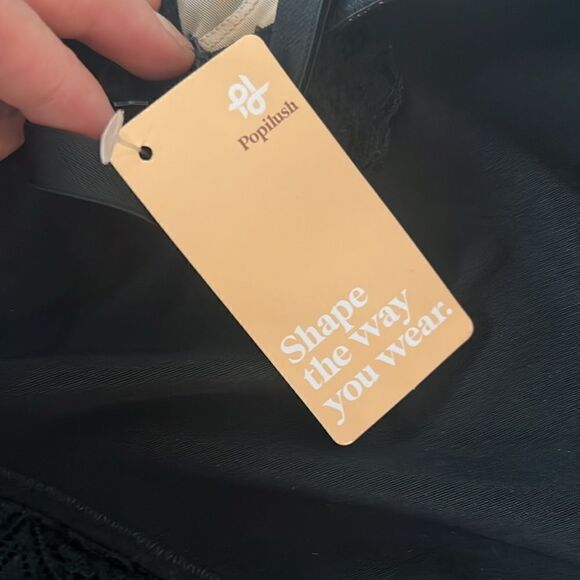 Popilush
Shape
the way
you wear.